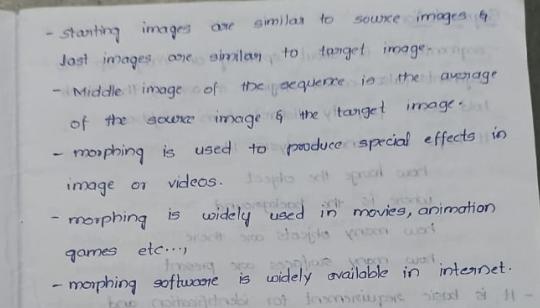 - starting images are similar to source images &
last images are similar to target image.
- Middle image of the sequence is the average
of the source image & the target image.
- morphing is used to produce special effects in
image or videos.
- morphing is widely used in movies, animation
games etc...,
- morphing software is widely available in internet.